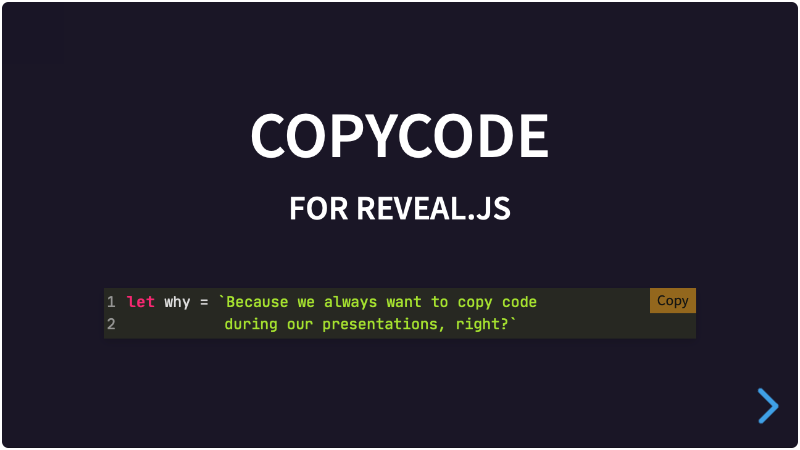 COPYCODE
FOR REVEAL.JS
Copy
1 let why = `Because we always want to copy code
2 during our presentations, right?`